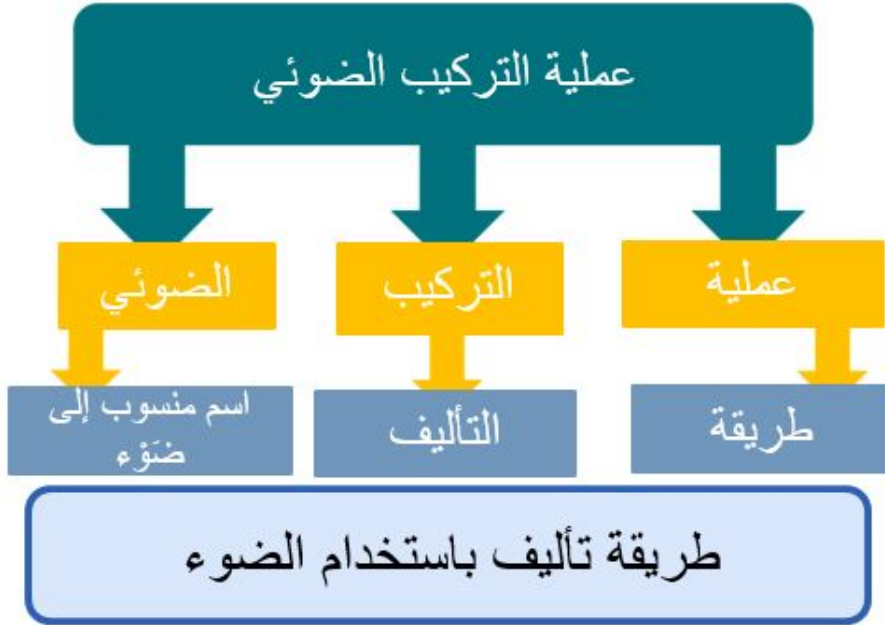 عملية التركيب الضوئي
عملية
التركيب
الضوئي
طريقة
التأليف
اسم منسوب إلى
ضَوْء
طريقة تأليف باستخدام الضوء